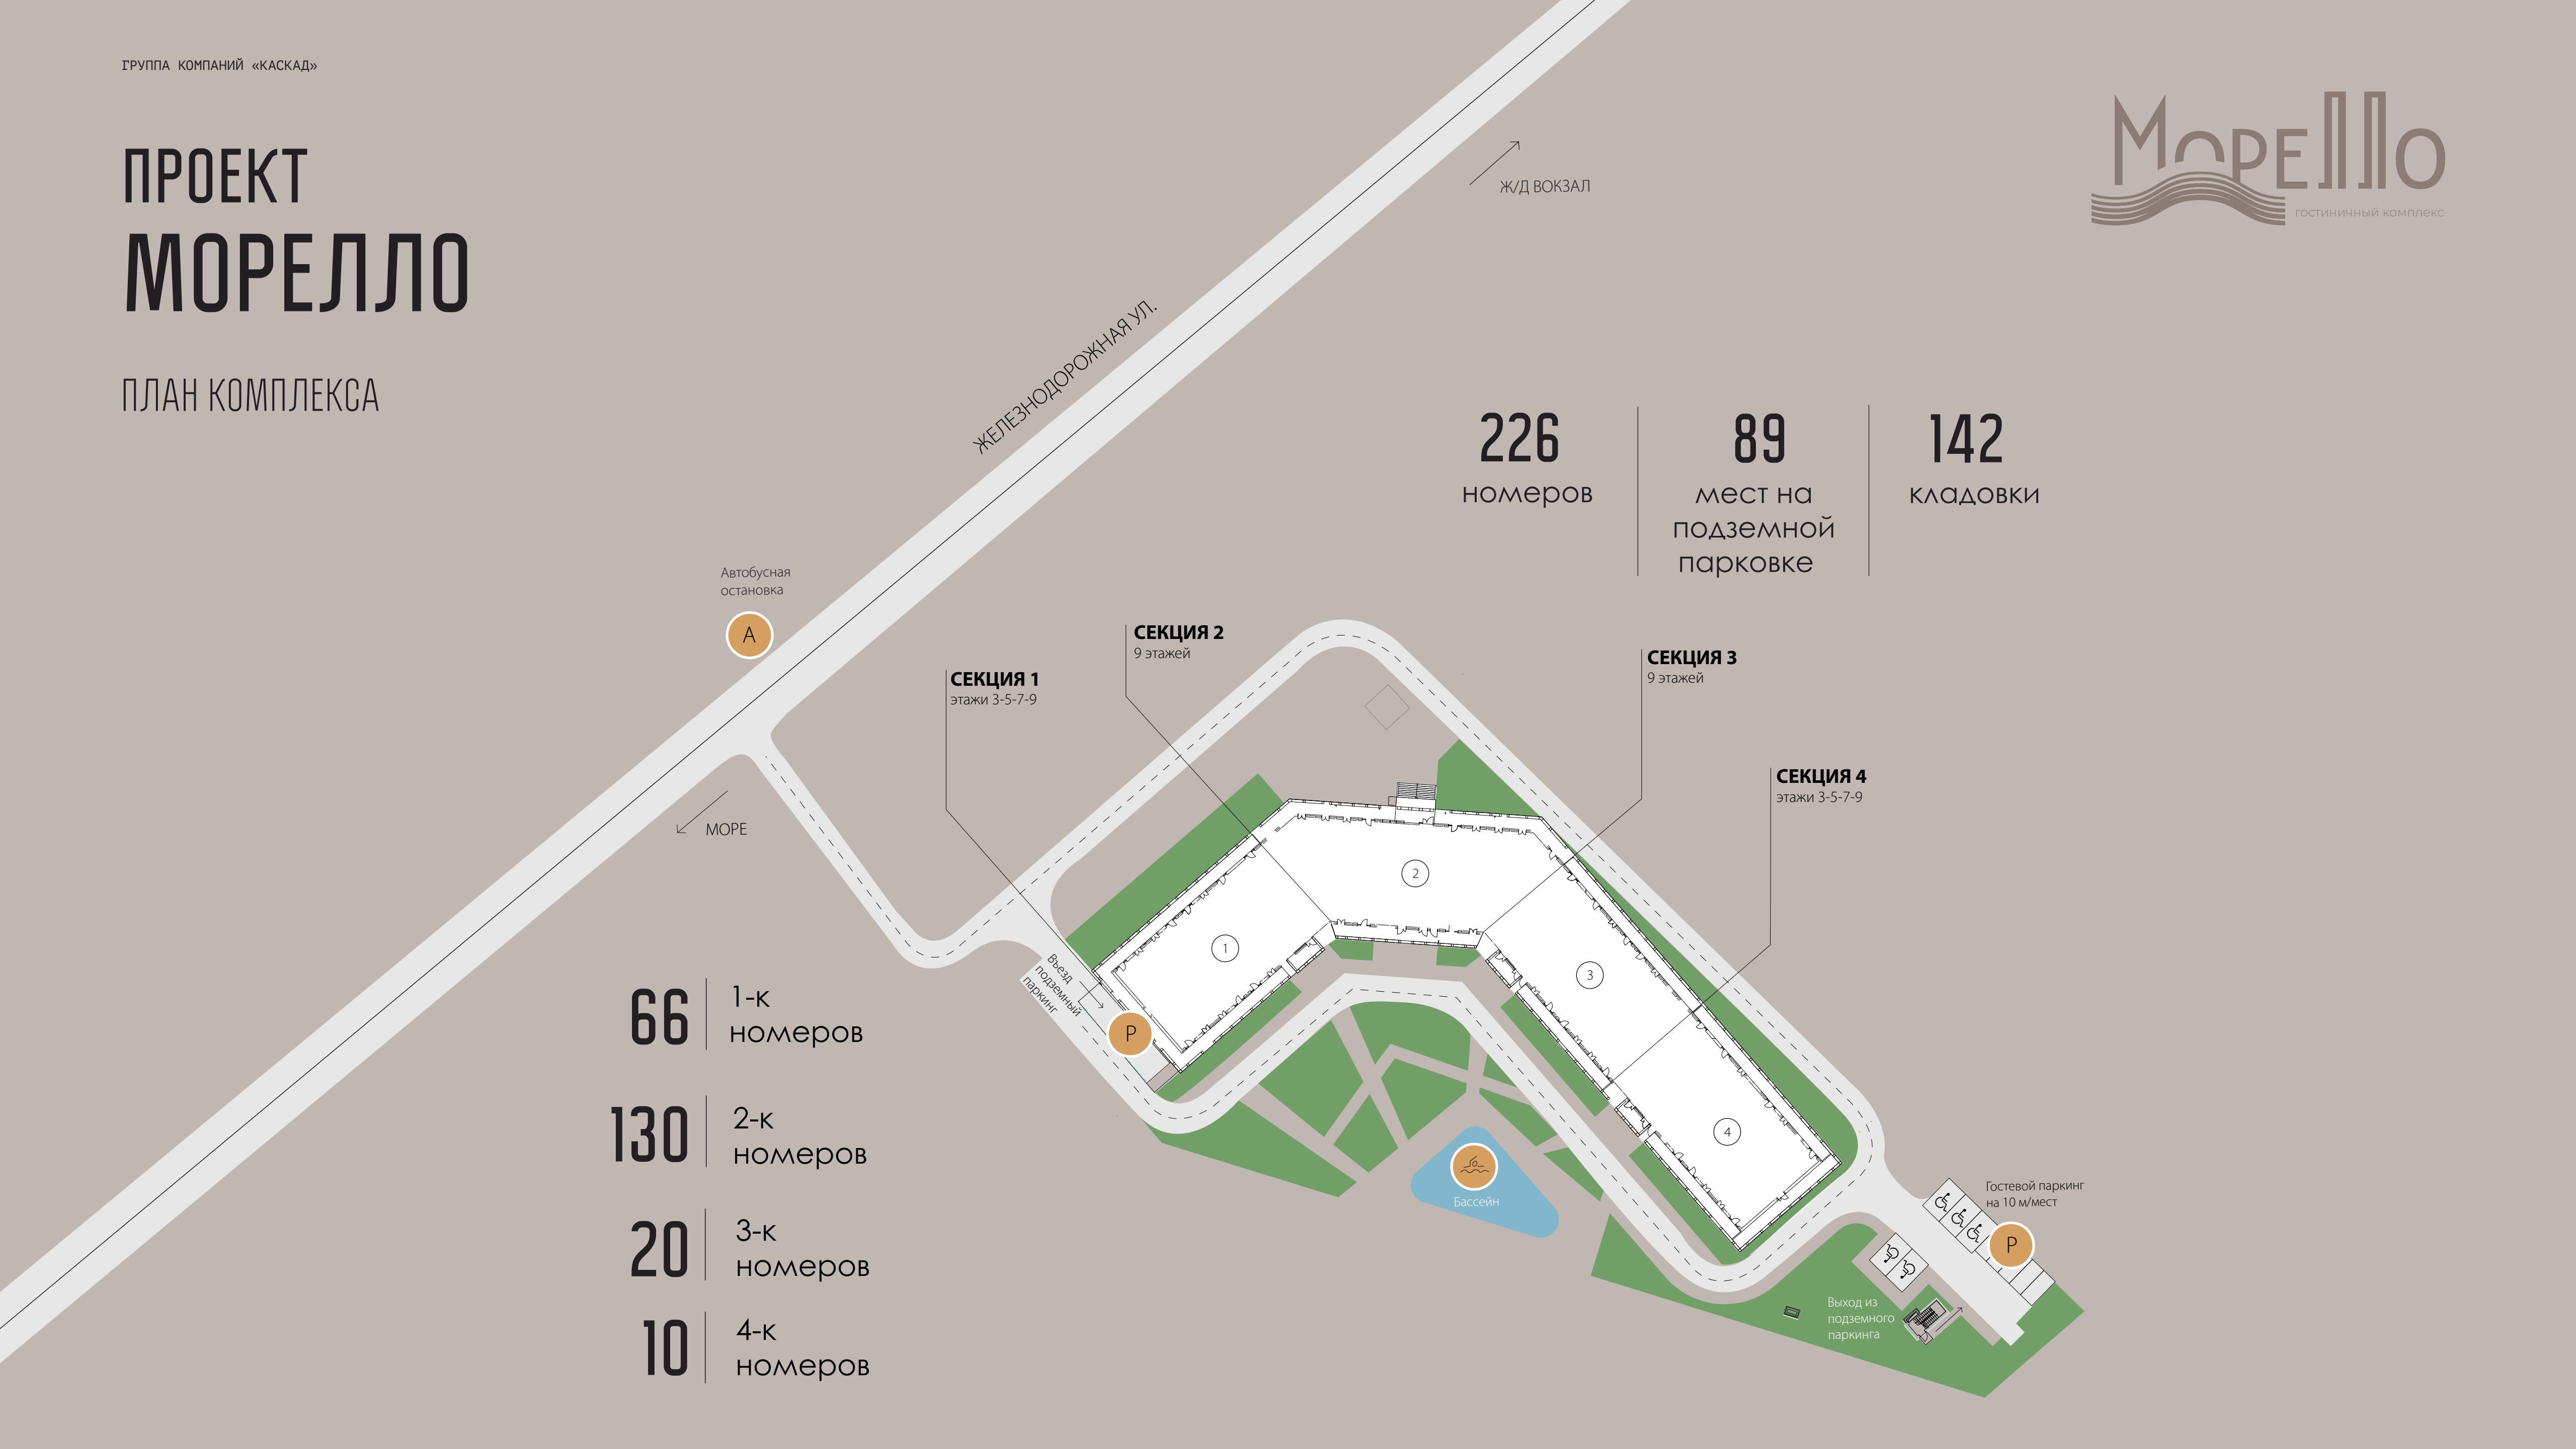 ГРУППА КОМПАНИЙ «КАСКАД»
ПРОЕКТ
МОРЕЛЛО
ПЛАН КОМПЛЕКСА
МОРЕЛЛО
гостиничный комплекс
Ж/Д ВОКЗАЛ
ЖЕЛЕЗНОДОРОЖНАЯ УЛ.
226
номеров
89
мест на
подземной
парковке
142
кладовки
Автобусная
остановка
А
МОРЕ
СЕКЦИЯ 1
этажи 3-5-7-9
СЕКЦИЯ 2
9 этажей
СЕКЦИЯ 3
9 этажей
СЕКЦИЯ 4
этажи 3-5-7-9
1
2
3
4
Въезд
подземный
паркинг
P
Бассейн
Гостевой паркинг
на 10 м/мест
P
Выход из
подземного
паркинга
66
1-к
номеров
130
2-к
номеров
20
3-к
номеров
10
4-к
номеров